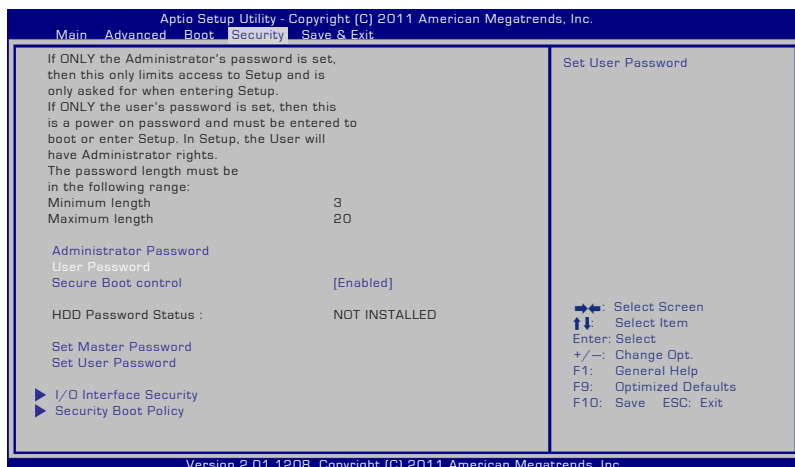 Aptio Setup Utility - Copyright (C) 2011 American Megatrends, Inc.
Main Advanced Boot Security Save & Exit
If ONLY the Administrator's password is set,
then this only limits access to Setup and is
only asked for when entering Setup.
If ONLY the user's password is set, then this
is a power on password and must be entered to
boot or enter Setup. In Setup, the User will
have Administrator rights.
The password length must be
in the following range:
Minimum length 3
Maximum length 20
Administrator Password
User Password
Secure Boot control [Enabled]
HDD Password Status : NOT INSTALLED
Set Master Password
Set User Password
I/O Interface Security
Security Boot Policy
Set User Password
→←: Select Screen
↑↓: Select Item
Enter: Select
+/—: Change Opt.
F1: General Help
F9: Optimized Defaults
F10: Save ESC: Exit
Version 2.01.1208. Copyright (C) 2011 American Megatrends, Inc.